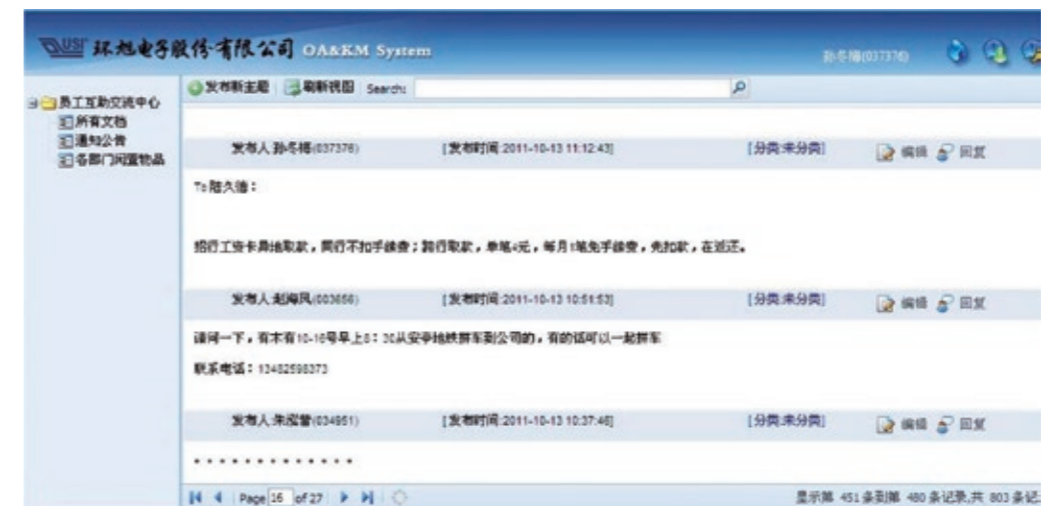 USI 环旭电子股份有限公司 OA&KM System
孙冬梅(037376)
发布新主题 刷新视图 Search:
员工互助交流中心
所有文档
通知公告
各部门闲置物品
发布人:孙冬梅(037376) [发布时间:2011-10-13 11:12:43] [分类:未分类] 编辑 回复
To 陆久德：
招行工资卡异地取款，同行不扣手续费；跨行取款，单笔4元，每月1笔免手续费，先扣款，在返还。
发布人:赵海凤(003656) [发布时间:2011-10-13 10:51:53] [分类:未分类] 编辑 回复
请问一下，有木有10-16号早上8：30从安亭地铁拼车到公司的，有的话可以一起拼车
联系电话：13482598373
(034951) [发布时间:2011-10-13 10:37:46] [分类:未分类] 编辑 回复
Page 16 of 27
显示第 451 条到第 480 条记录,共 803 条记